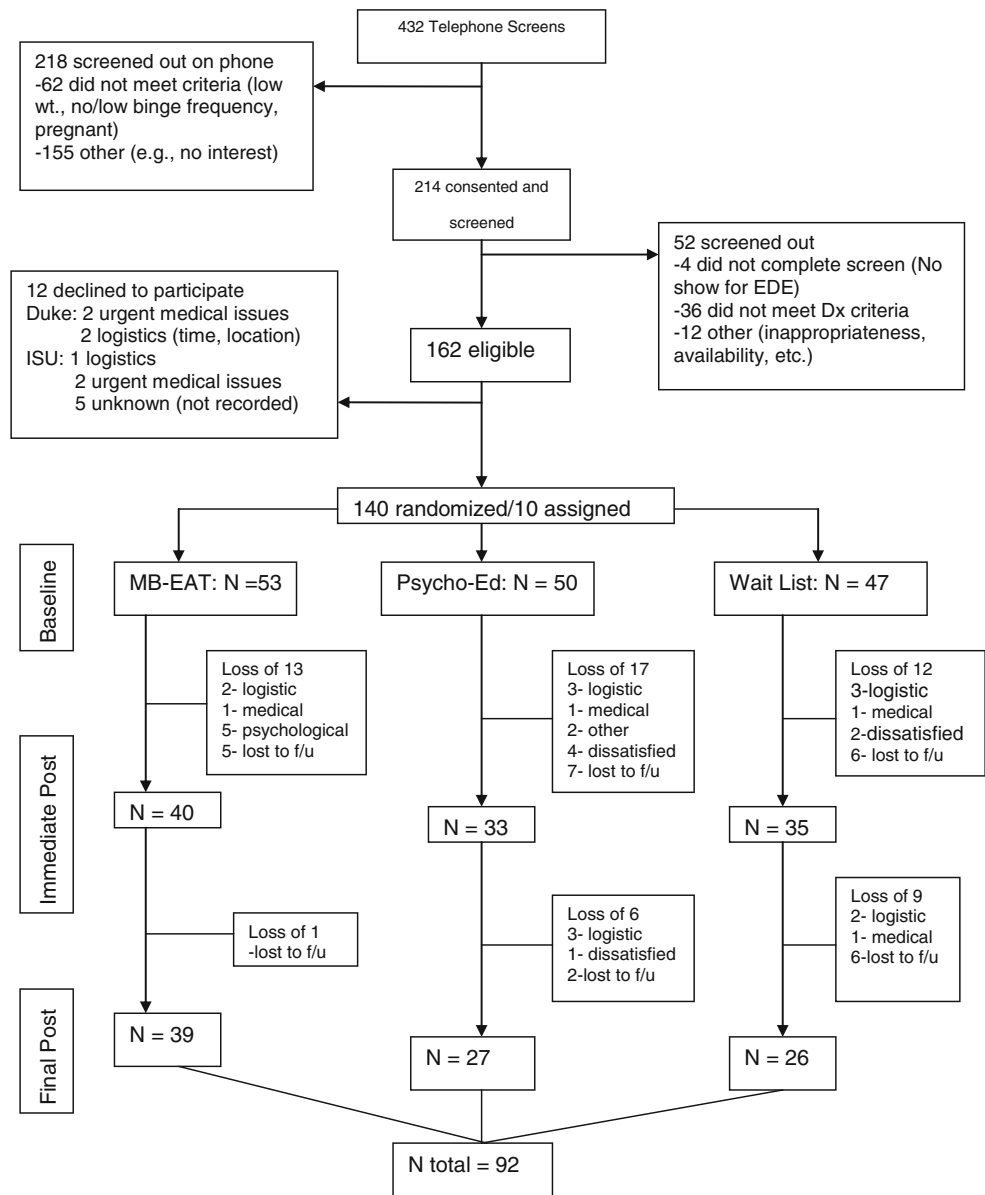 432 Telephone Screens
218 screened out on phone
-62 did not meet criteria (low
wt., no/low binge frequency,
pregnant)
-155 other (e.g., no interest)
214 consented and
screened
52 screened out
-4 did not complete screen (No
show for EDE)
-36 did not meet Dx criteria
-12 other (inappropriateness,
availability, etc.)
12 declined to participate
Duke: 2 urgent medical issues
2 logistics (time, location)
ISU: 1 logistics
2 urgent medical issues
5 unknown (not recorded)
162 eligible
140 randomized/10 assigned
Baseline
MB-EAT: N =53
Psycho-Ed: N = 50
Wait List: N = 47
Loss of 13
2- logistic
1- medical
5- psychological
5- lost to f/u
Loss of 17
3- logistic
1- medical
2- other
4- dissatisfied
7- lost to f/u
Loss of 12
3-logistic
1- medical
2-dissatisfied
6- lost to f/u
Immediate Post
N = 40
N = 33
N = 35
Loss of 1
-lost to f/u
Loss of 6
3- logistic
1- dissatisfied
2-lost to f/u
Loss of 9
2- logistic
1- medical
6-lost to f/u
Final Post
N = 39
N = 27
N = 26
N total = 92